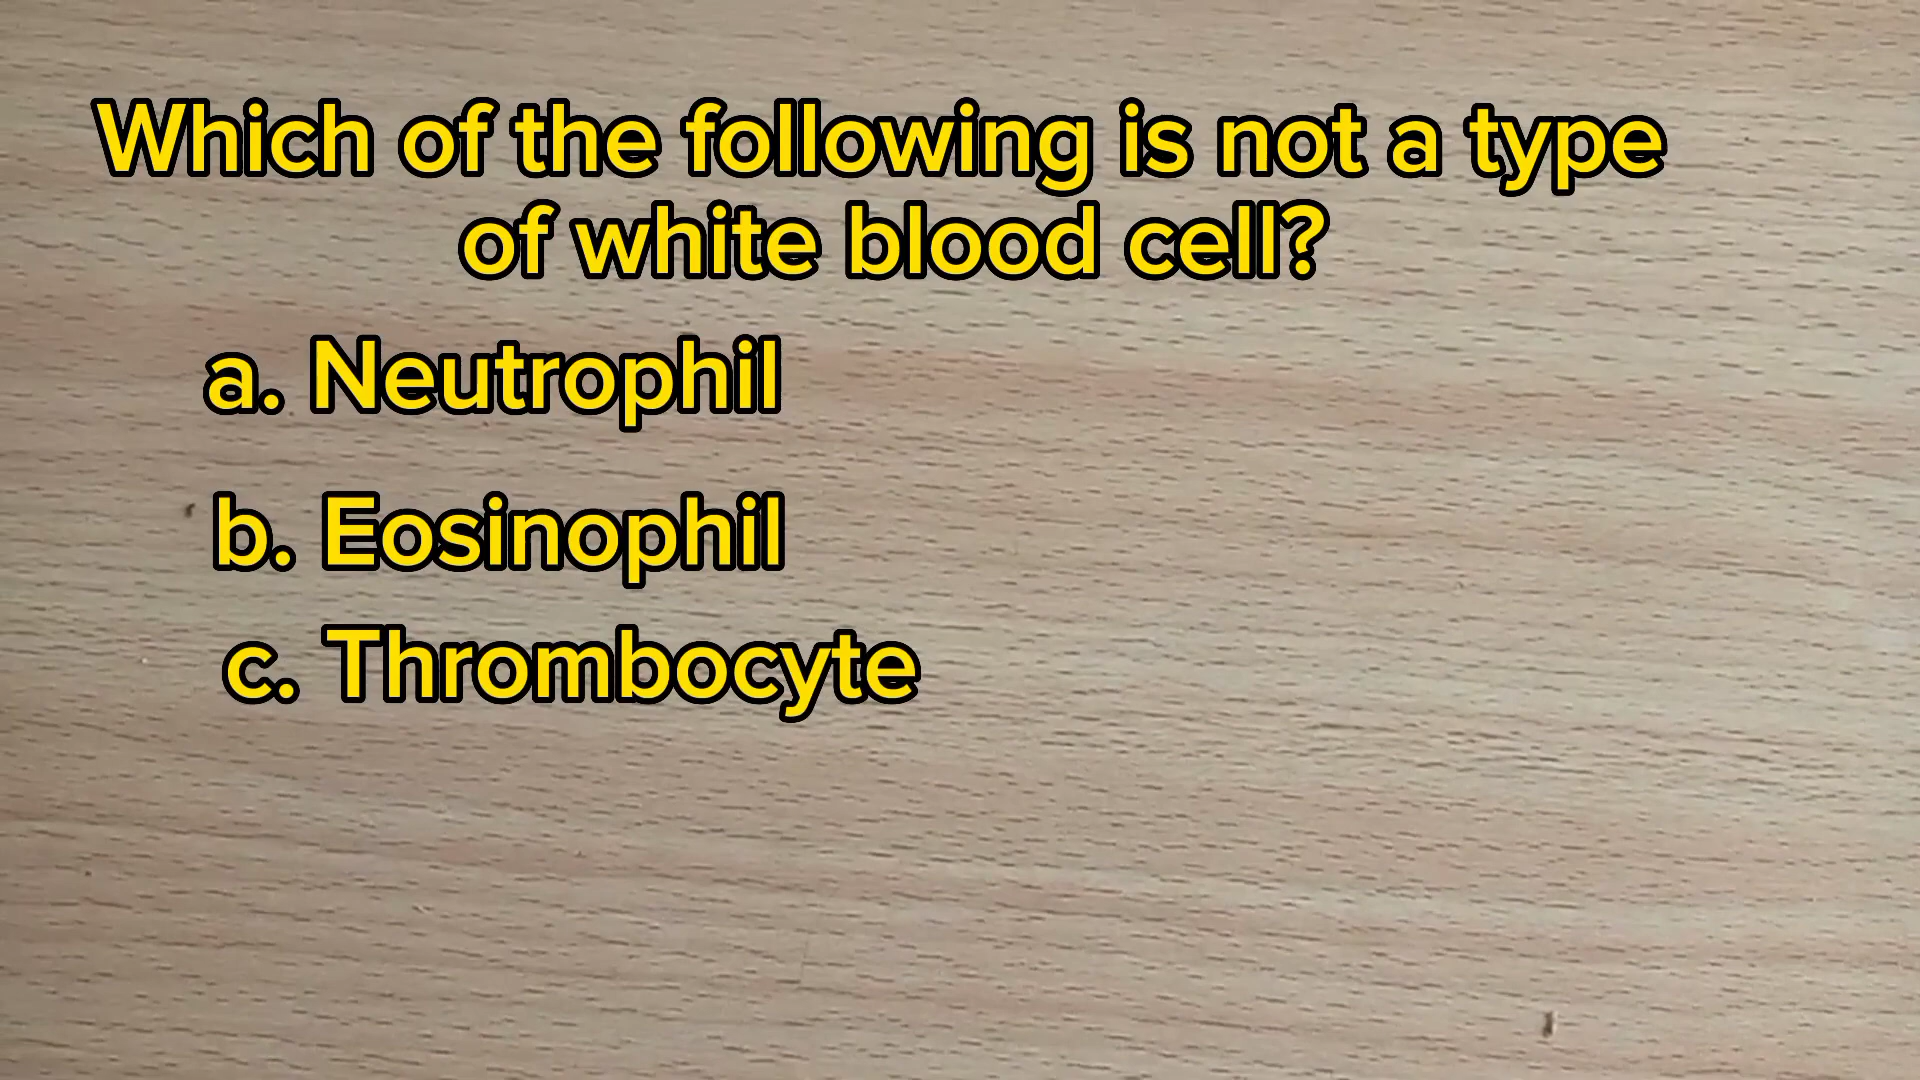 Which of the following is not a type
of white blood cell?
a. Neutrophil
b. Eosinophil
c. Thrombocyte